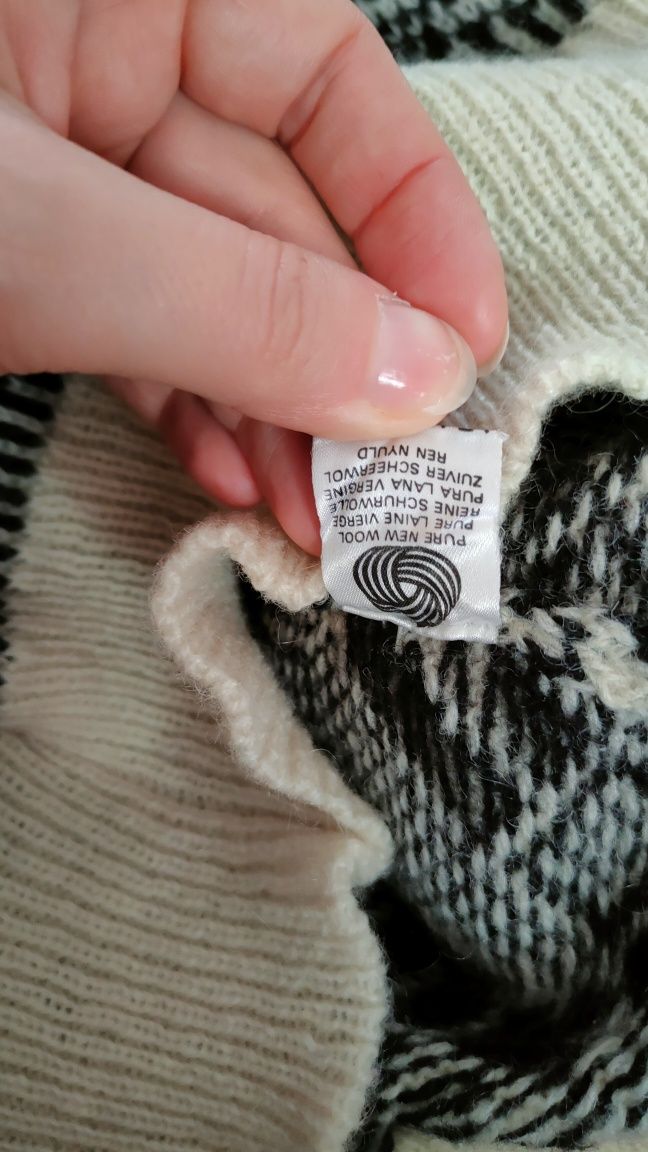 PURE NEW WOOL
PURE LAINE VIERGE
REINE SCHURWOLLE
PURA LANA VERGINE
ZUIVER SCHEERWOL
REN NYULD